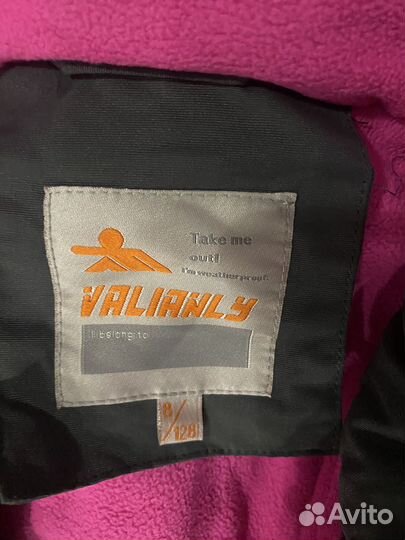 Take me
out!
I'm weatherproof.
VALIANLY
I belong to
8/128
Avito